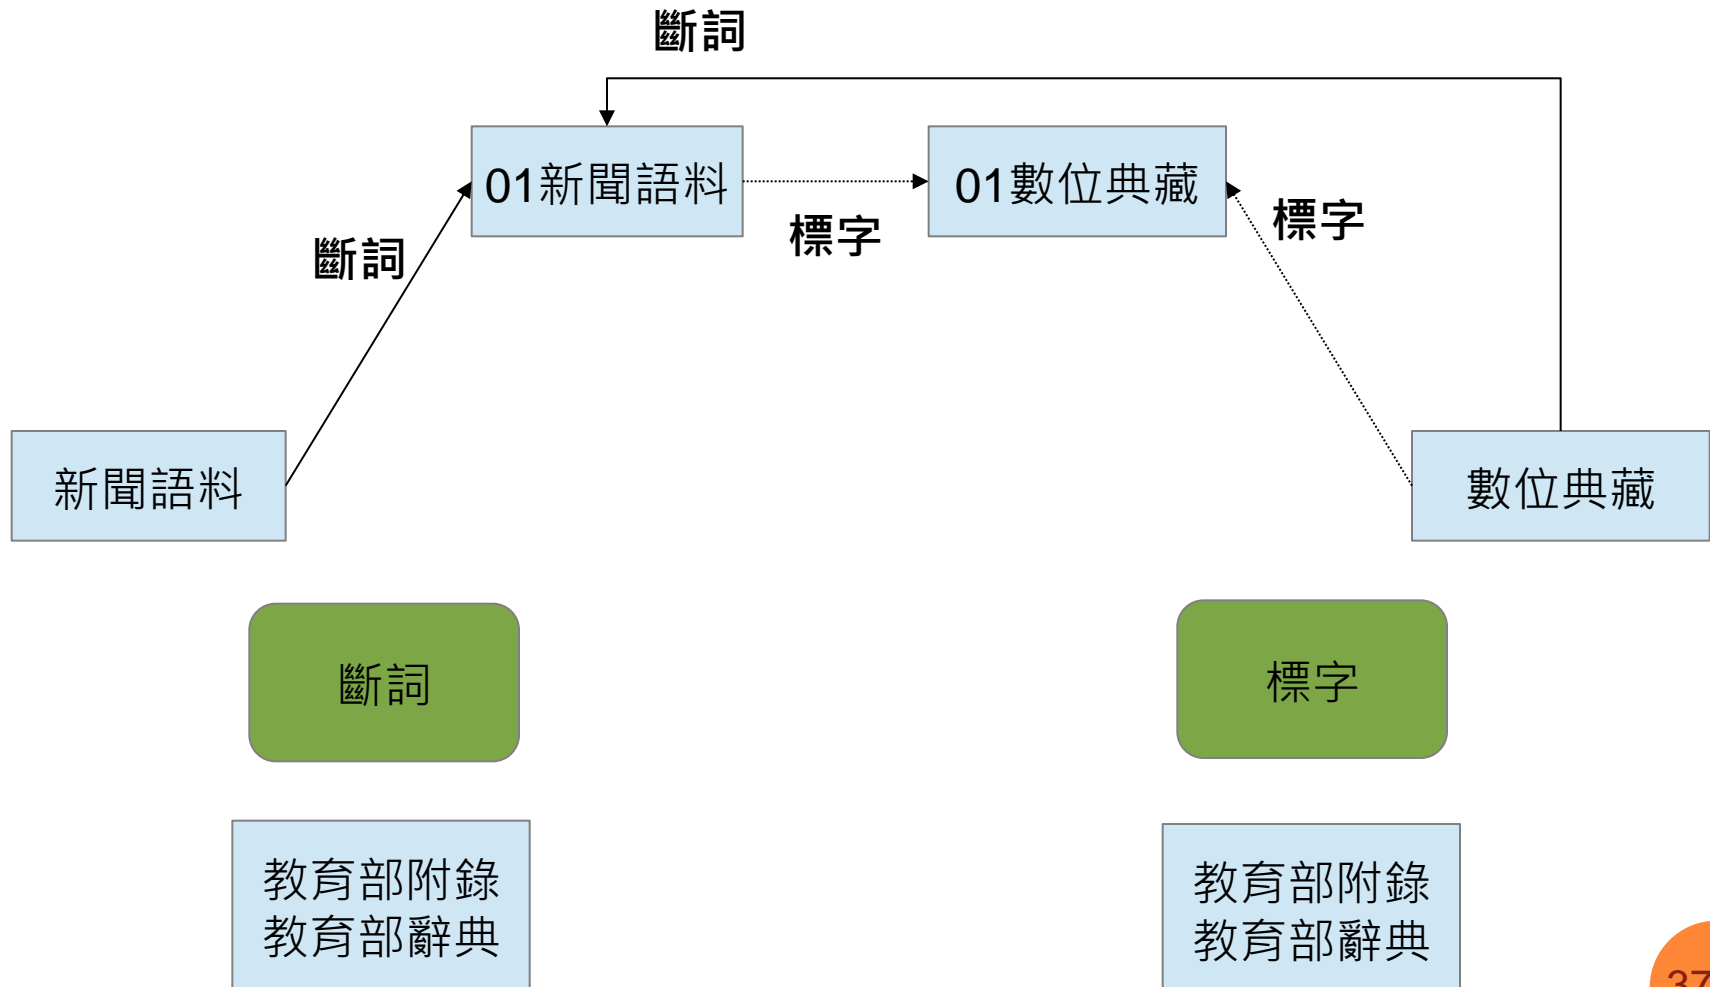 斷詞
01新聞語料
01數位典藏
標字
標字
斷詞
新聞語料
數位典藏
斷詞
標字
教育部附錄
教育部辭典
教育部附錄
教育部辭典
37